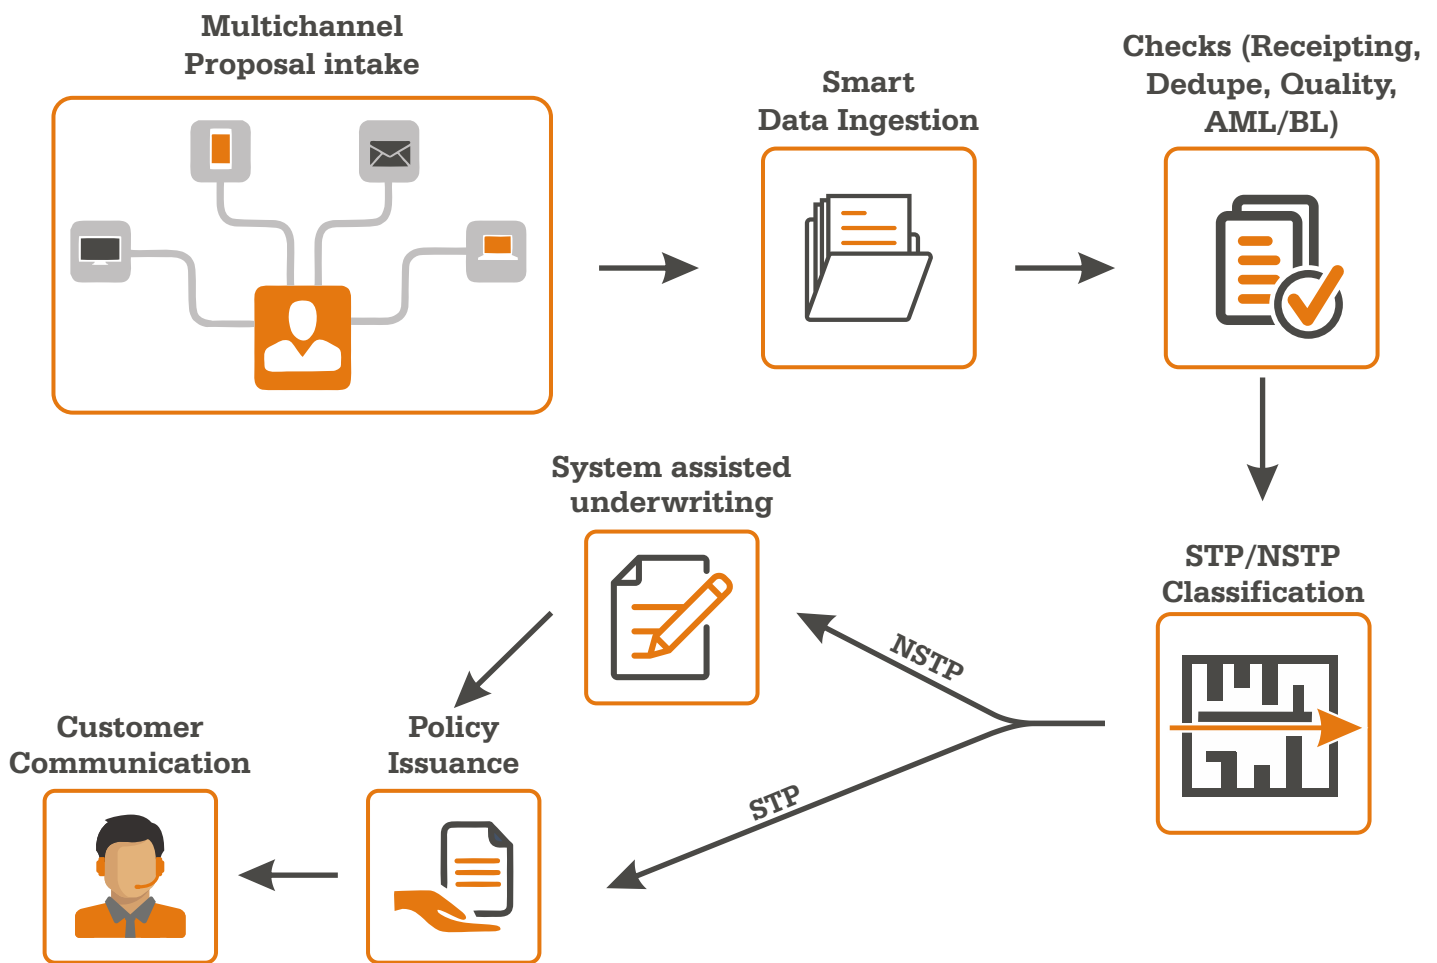 Multichannel
Proposal intake
Smart
Data Ingestion
Checks (Receipting,
Dedupe, Quality,
AML/BL)
System assisted
underwriting
STP/NSTP
Classification
NSTP
STP
Policy
Issuance
Customer
Communication